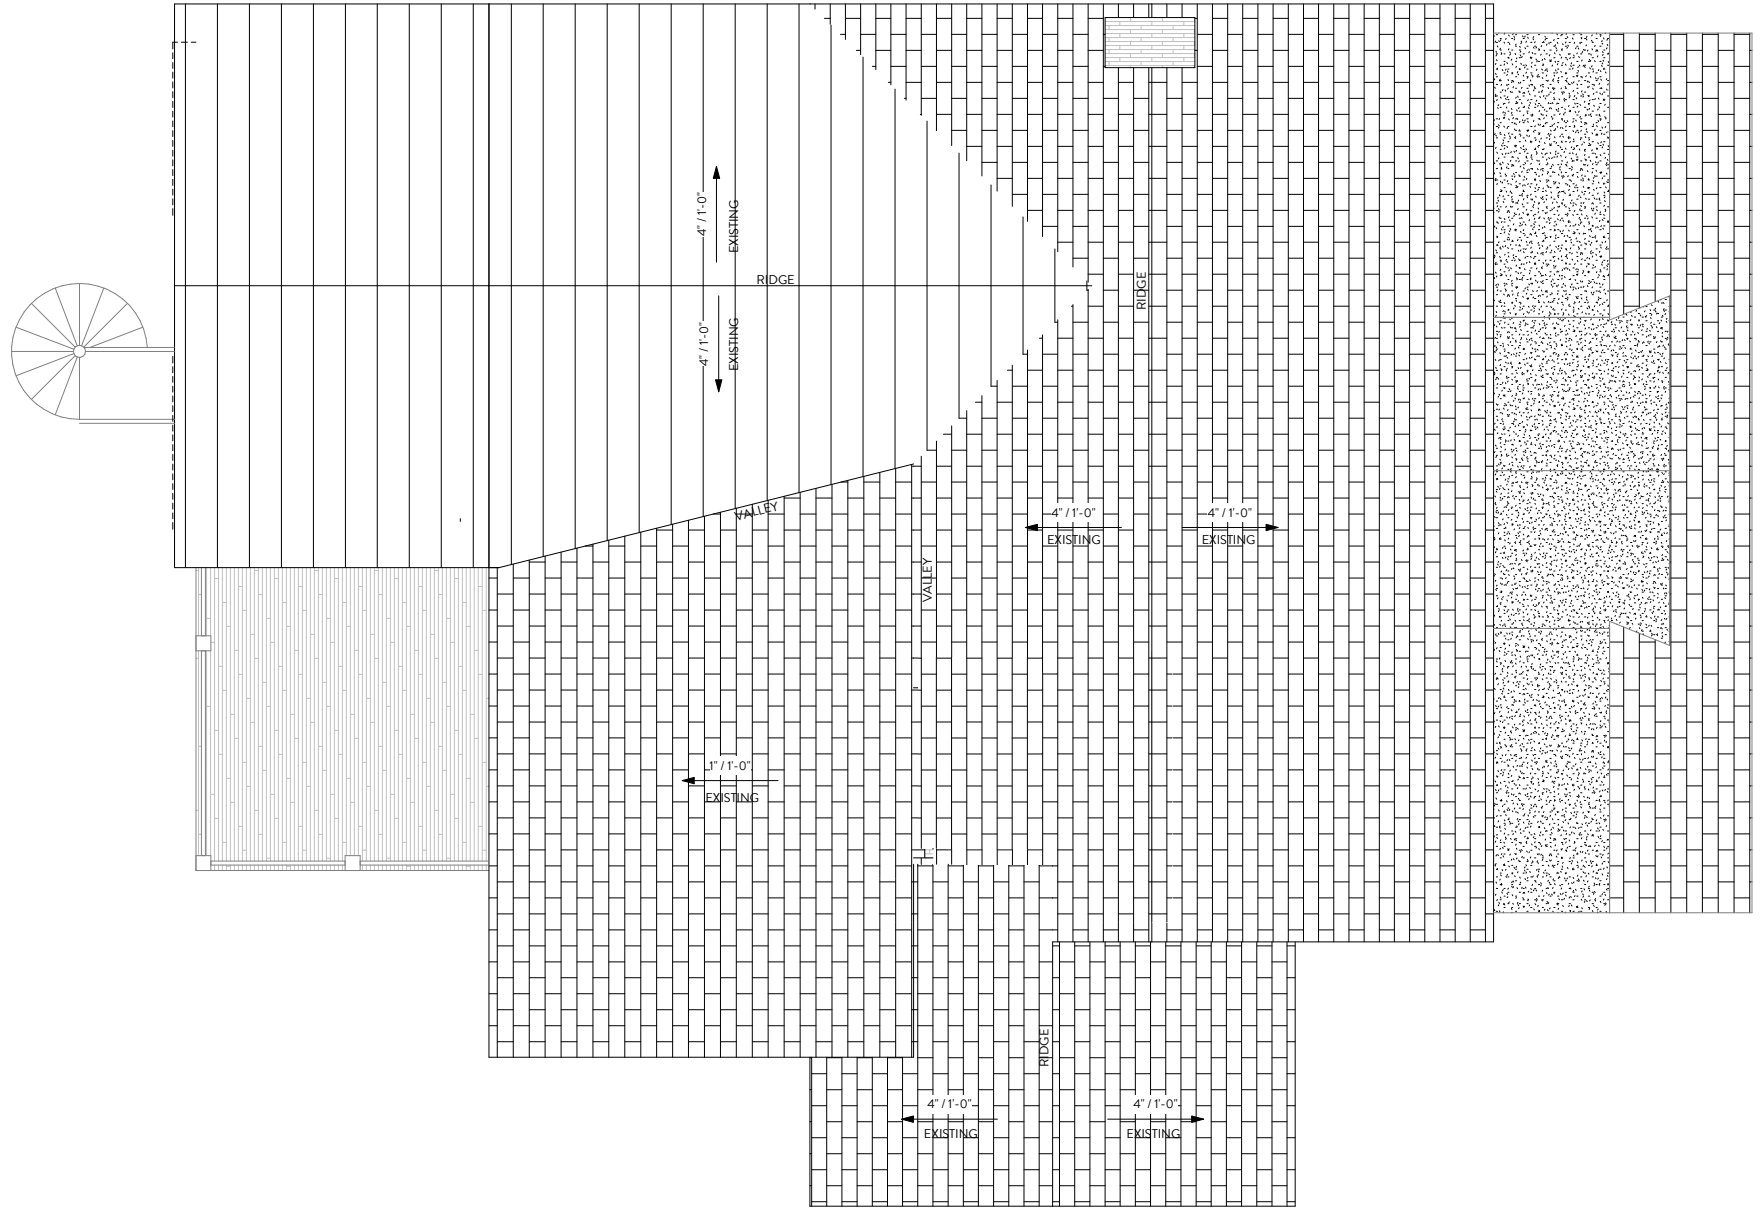 4" / 1'-0"
EXISTING
RIDGE
RIDGE
4" / 1'-0"
EXISTING
VALLEY
4" / 1'-0"
EXISTING
4" / 1'-0"
EXISTING
VALLEY
1" / 1'-0"
EXISTING
RIDGE
4" / 1'-0"
EXISTING
4" / 1'-0"
EXISTING